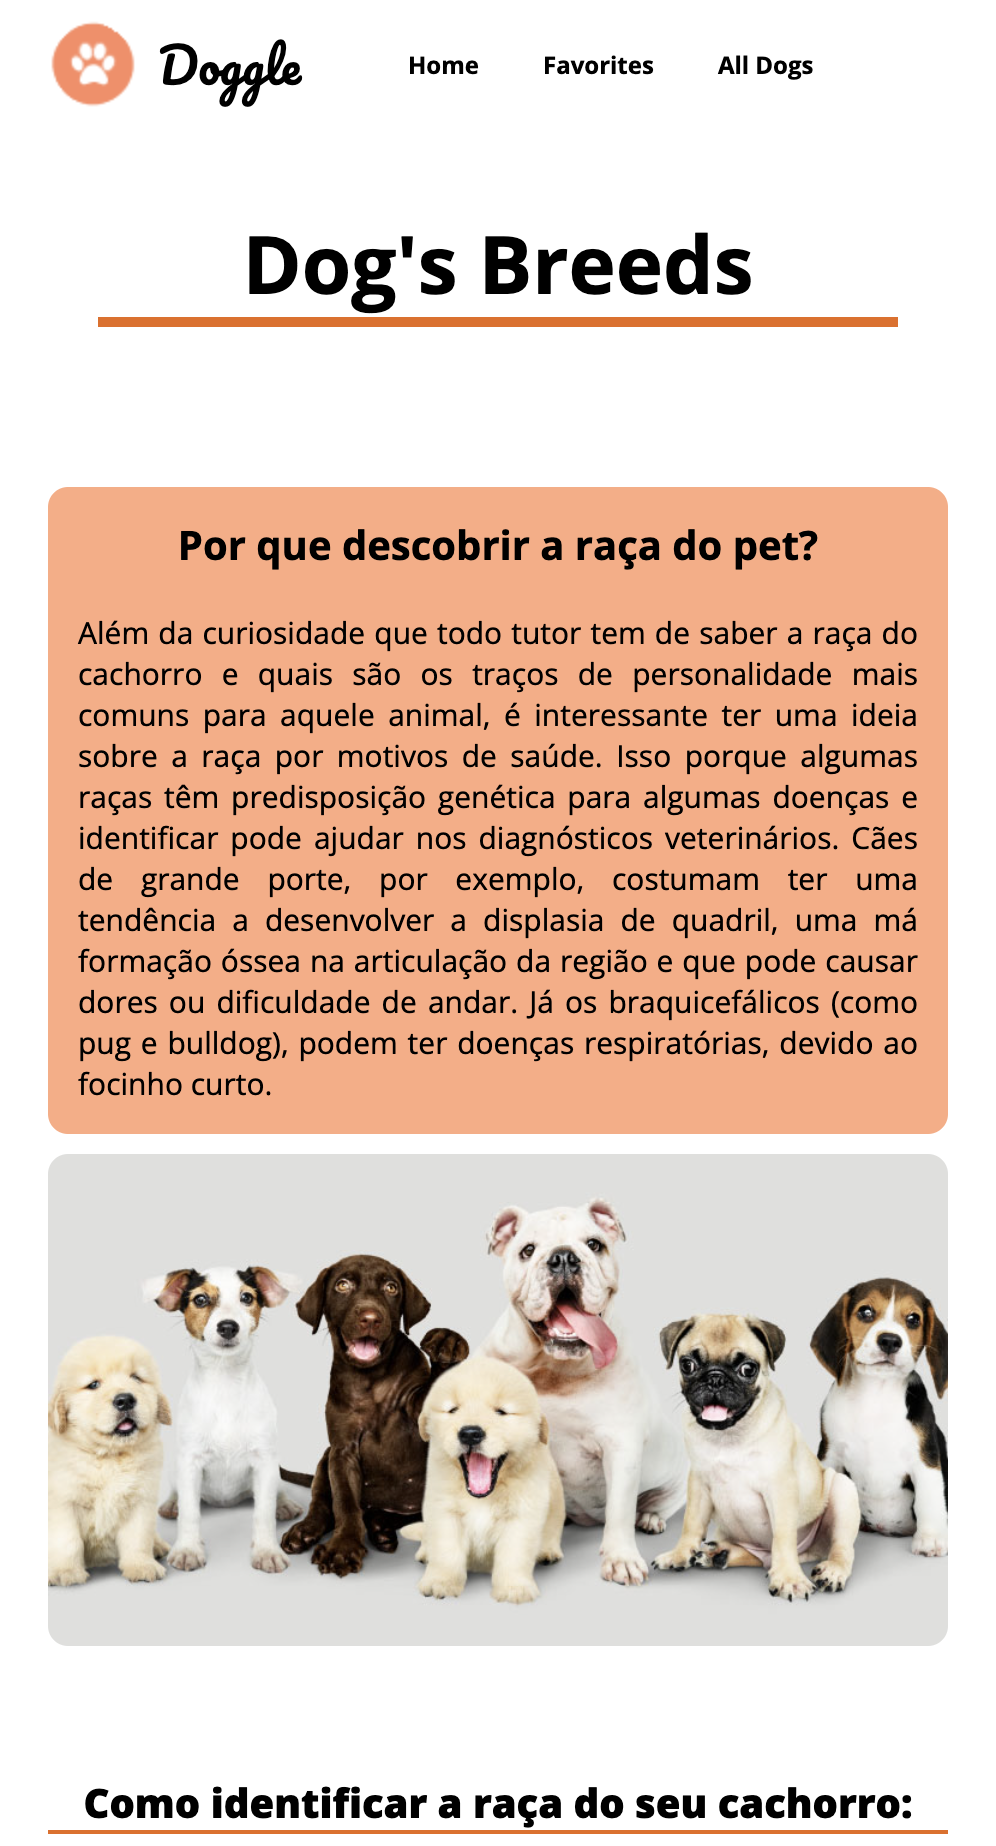 Doggle
Home
Favorites
All Dogs
Dog's Breeds
Por que descobrir a raça do pet?
Além da curiosidade que todo tutor tem de saber a raça do
cachorro e quais são os traços de personalidade mais
comuns para aquele animal, é interessante ter uma ideia
sobre a raça por motivos de saúde. Isso porque algumas
raças têm predisposição genética para algumas doenças e
identificar pode ajudar nos diagnósticos veterinários. Cães
de grande porte, por exemplo, costumam ter uma
tendência a desenvolver a displasia de quadril, uma má
formação óssea na articulação da região e que pode causar
dores ou dificuldade de andar. Já os braquicefálicos (como
pug e bulldog), podem ter doenças respiratórias, devido ao
focinho curto.
Como identificar a raça do seu cachorro: